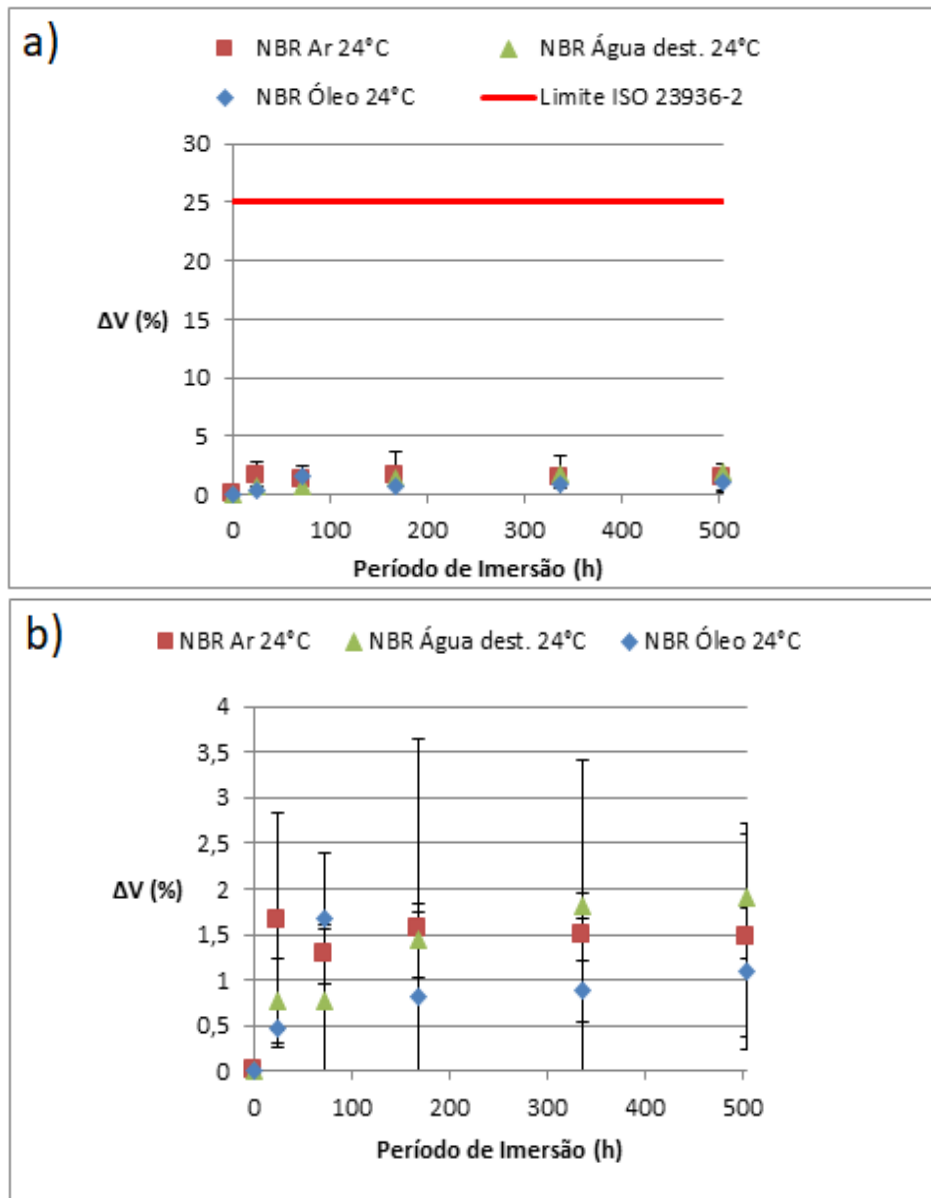 a)
NBR Ar 24°C NBR Água dest. 24°C
NBR Óleo 24°C Limite ISO 23936-2
30
25
20
15
10
5
0
ΔV (%)
0 100 200 300 400 500
Período de Imersão (h)
b)
NBR Ar 24°C NBR Água dest. 24°C NBR Óleo 24°C
4
3,5
3
2,5
2
1,5
1
0,5
0
ΔV (%)
0 100 200 300 400 500
Período de Imersão (h)